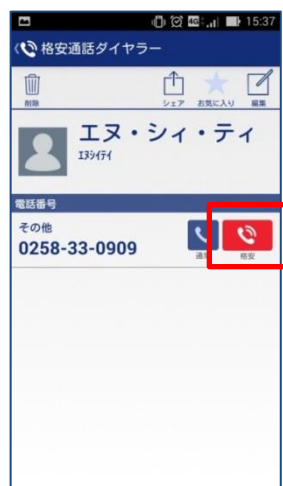 4G 15:37
格安通話ダイヤラー
削除 シェア お気に入り 編集
エヌ・シィ・ティ
ｴﾇｼｲﾃｲ
電話番号
その他
0258-33-0909
格安